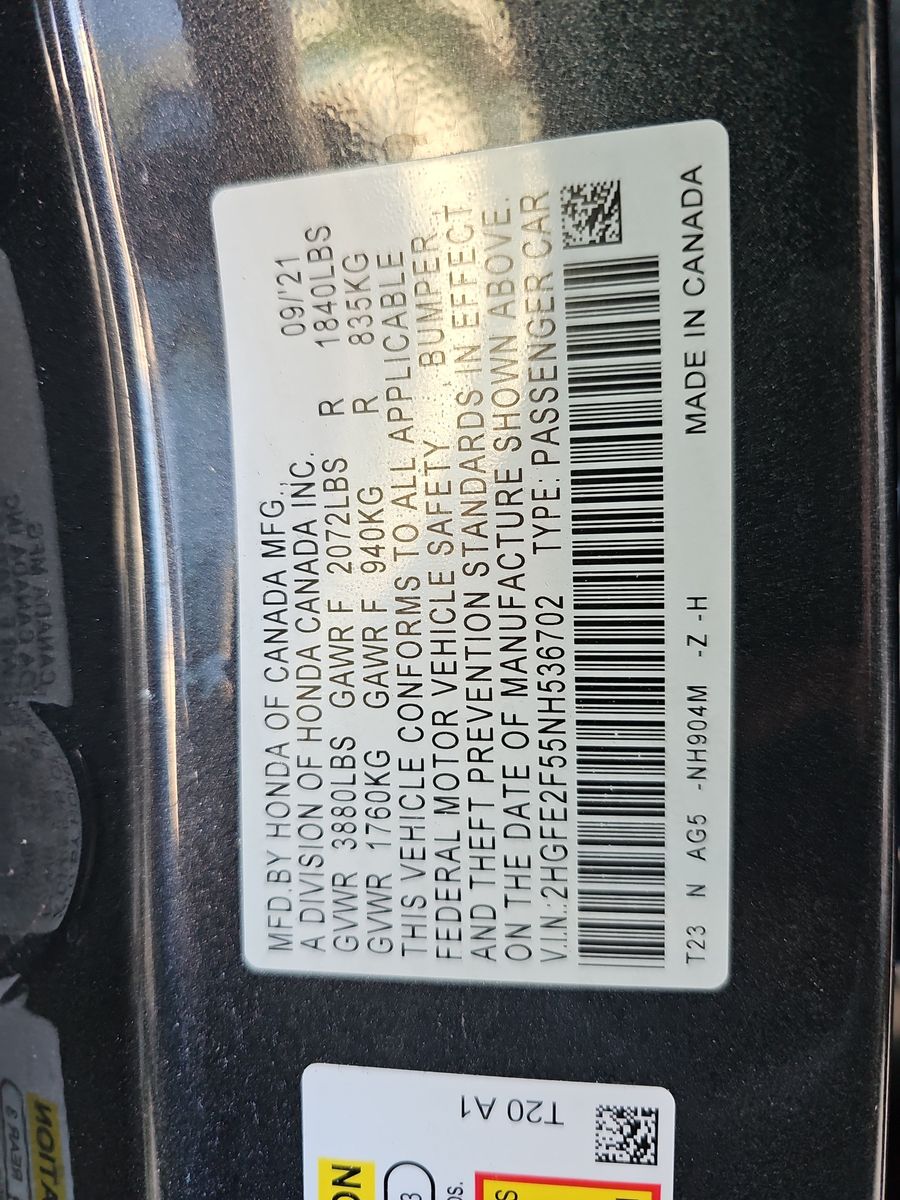 MFD.BY HONDA OF CANADA MFG.,
A DIVISION OF HONDA CANADA INC. 09/'21
GVWR 3880LBS GAWR F 2072LBS R 1840LBS
GVWR 1760KG GAWR F 940KG R 835KG
THIS VEHICLE CONFORMS TO ALL APPLICABLE
FEDERAL MOTOR VEHICLE SAFETY, BUMPER,
AND THEFT PREVENTION STANDARDS IN EFFECT
ON THE DATE OF MANUFACTURE SHOWN ABOVE.
V.I.N.:2HGFE2F55NH536702 TYPE: PASSENGER CAR
T23 N AG5 -NH904M -Z -H MADE IN CANADA
T20 A1